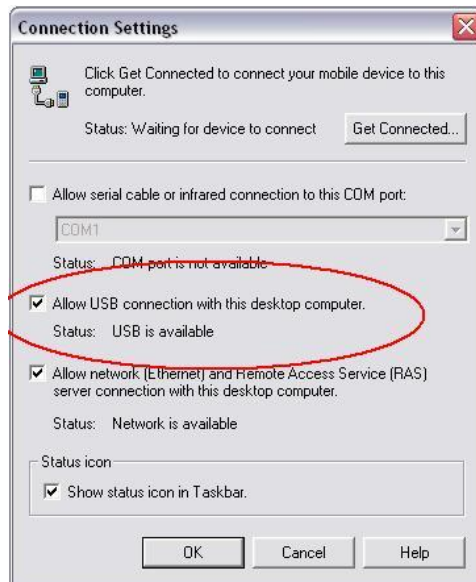 Connection Settings
Click Get Connected to connect your mobile device to this
computer.
Status: Waiting for device to connect
Get Connected...
Allow serial cable or infrared connection to this COM port:
COM1
Status: COM port is not available
Allow USB connection with this desktop computer.
Status: USB is available
Allow network (Ethernet) and Remote Access Service (RAS)
server connection with this desktop computer.
Status: Network is available
Status icon
Show status icon in Taskbar.
OK Cancel Help